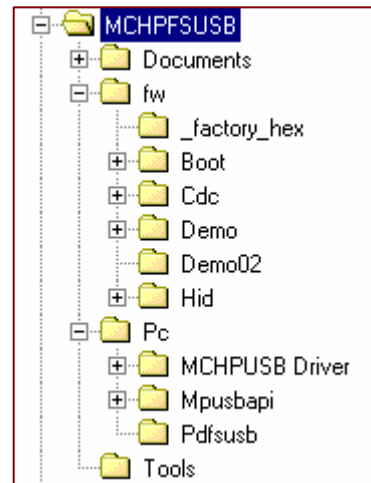 MCHPFSUSB
Documents
fw
_factory_hex
Boot
Cdc
Demo
Demo02
Hid
Pc
MCHPUSB Driver
Mpusbapi
Pdfsusb
Tools